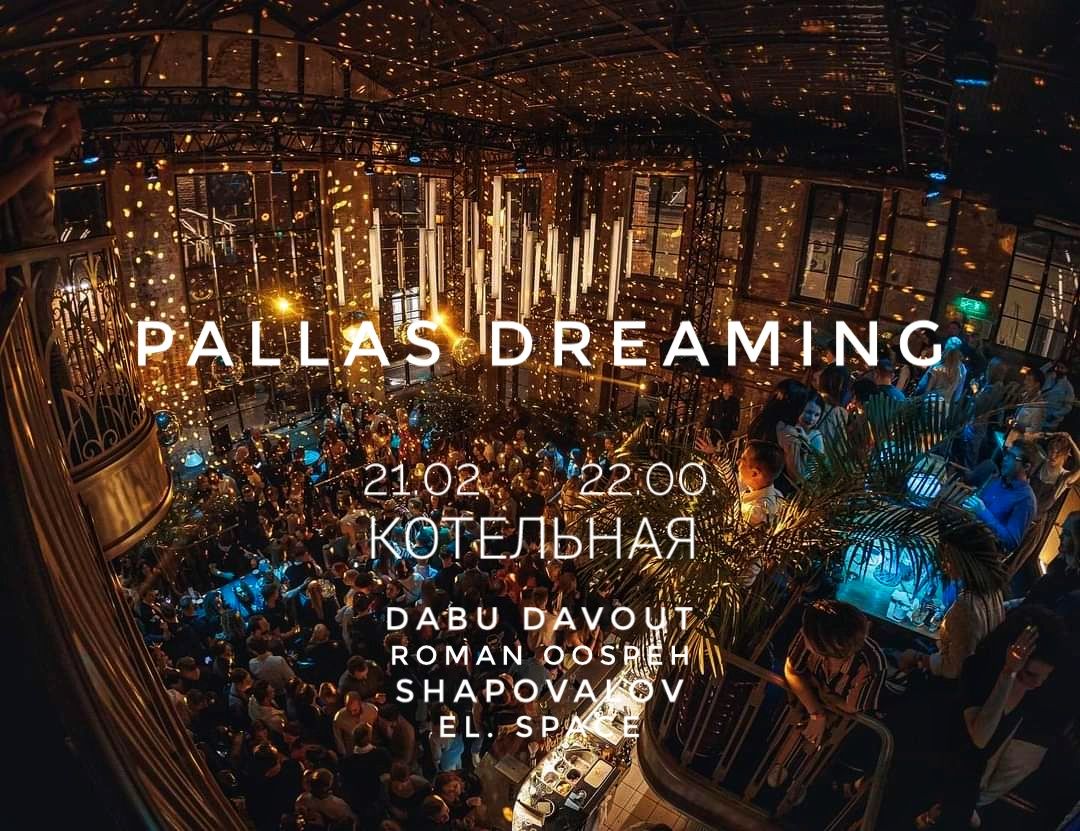 PALLAS DREAMING
21.02 22.00
КОТЕЛЬНАЯ
DABU DAVOUT
ROMAN OOSPEH
SHAPOVALOV
EL. SPACE